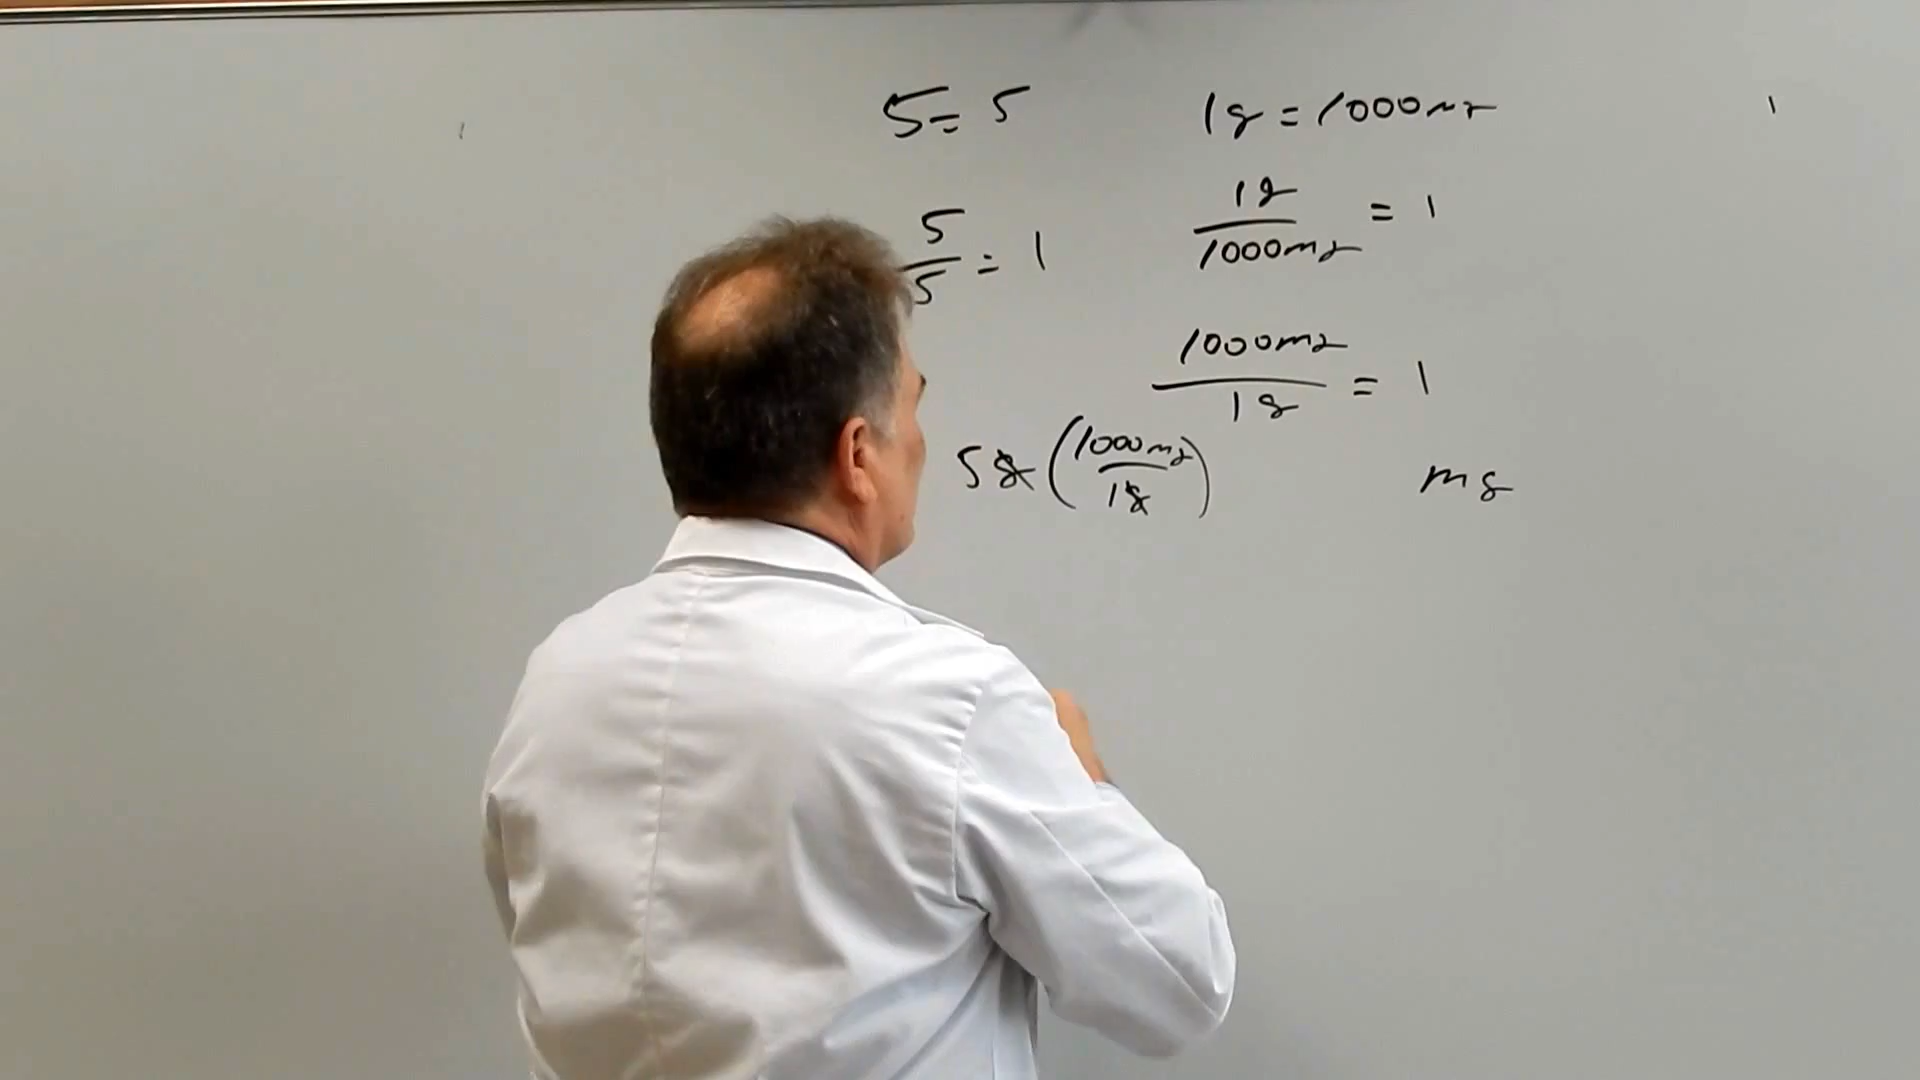 5 = 5
1g = 1000mg
5/5 = 1
1g/1000mg = 1
1000mg/1g = 1
5g (1000mg/1g) mg